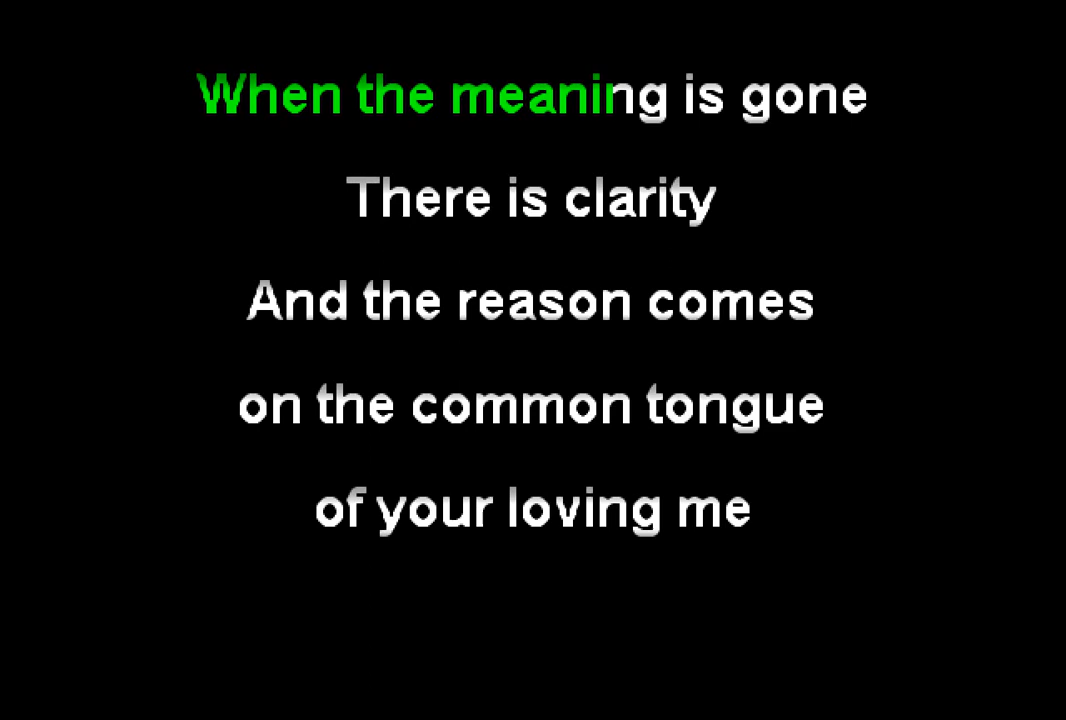 When the meaning is gone
There is clarity
And the reason comes
on the common tongue
of your loving me